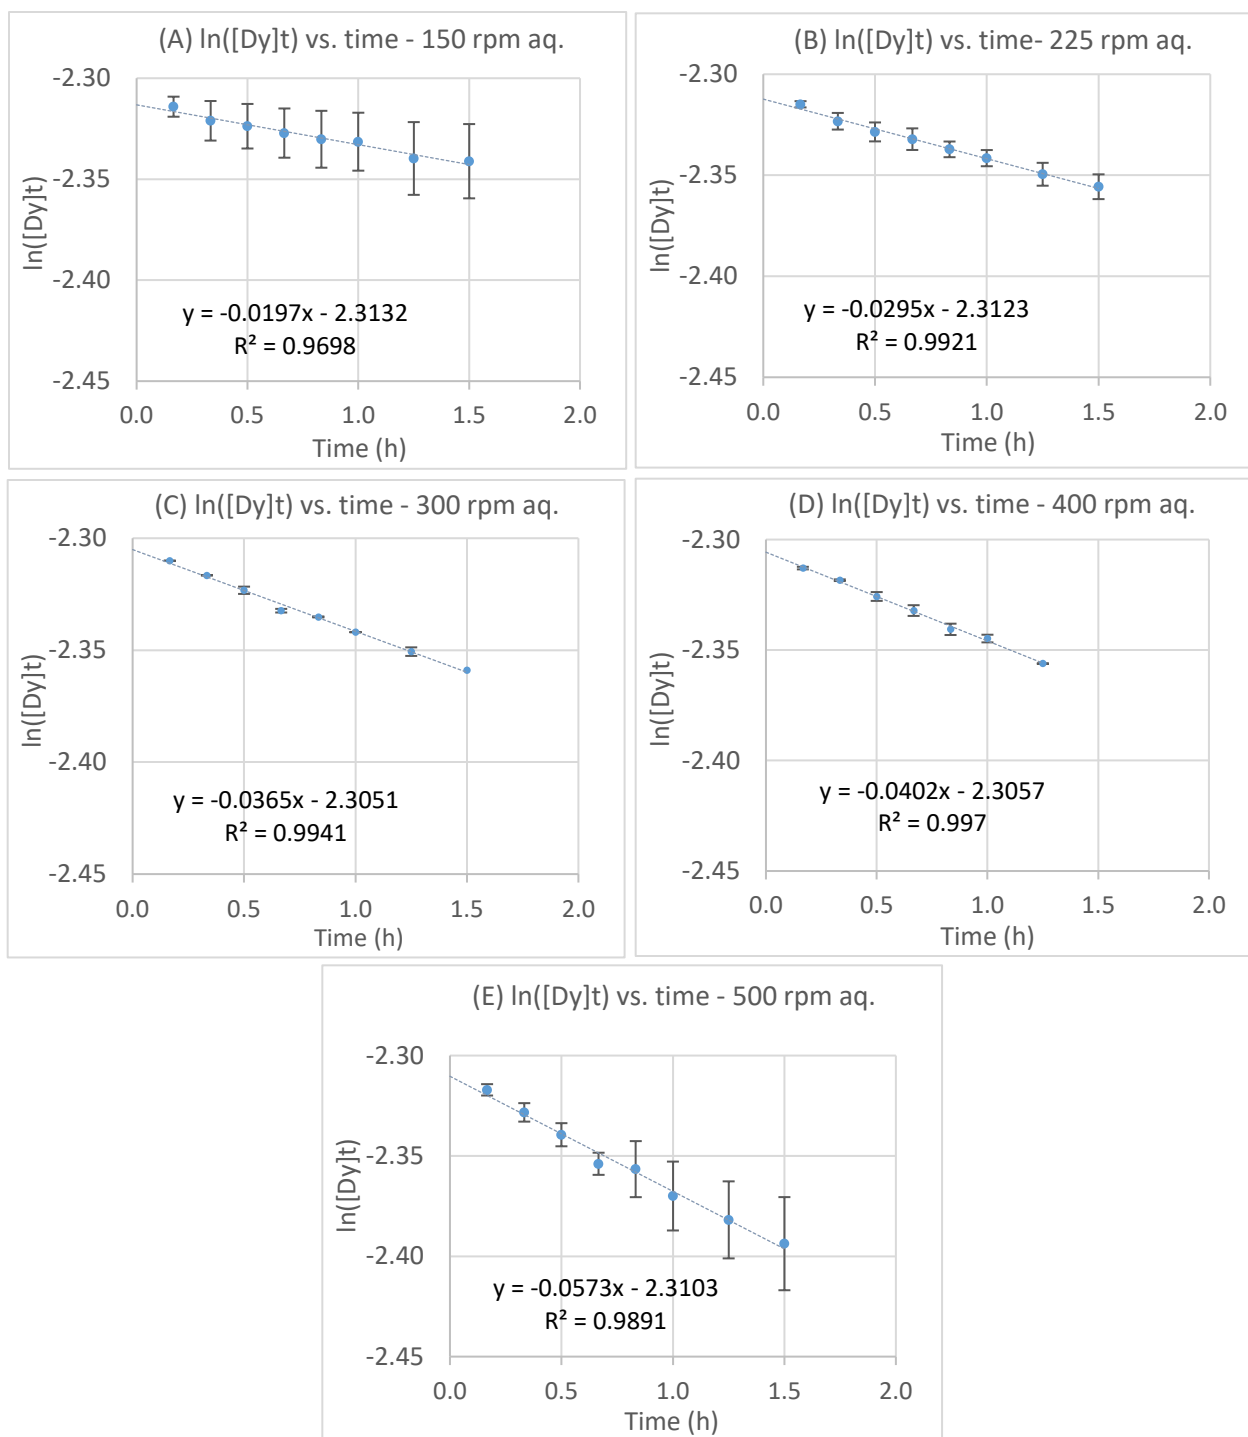 (A) ln([Dy]t) vs. time - 150 rpm aq.
-2.30
-2.35
-2.40
-2.45
ln([Dy]t)
y = -0.0197x - 2.3132
R² = 0.9698
0.0 0.5 1.0 1.5 2.0
Time (h)
(B) ln([Dy]t) vs. time- 225 rpm aq.
-2.30
-2.35
-2.40
-2.45
ln([Dy]t)
y = -0.0295x - 2.3123
R² = 0.9921
0.0 0.5 1.0 1.5 2.0
Time (h)
(C) ln([Dy]t) vs. time - 300 rpm aq.
-2.30
-2.35
-2.40
-2.45
ln([Dy]t)
y = -0.0365x - 2.3051
R² = 0.9941
0.0 0.5 1.0 1.5 2.0
Time (h)
(D) ln([Dy]t) vs. time - 400 rpm aq.
-2.30
-2.35
-2.40
-2.45
ln([Dy]t)
y = -0.0402x - 2.3057
R² = 0.997
0.0 0.5 1.0 1.5 2.0
Time (h)
(E) ln([Dy]t) vs. time - 500 rpm aq.
-2.30
-2.35
-2.40
-2.45
ln([Dy]t)
y = -0.0573x - 2.3103
R² = 0.9891
0.0 0.5 1.0 1.5 2.0
Time (h)